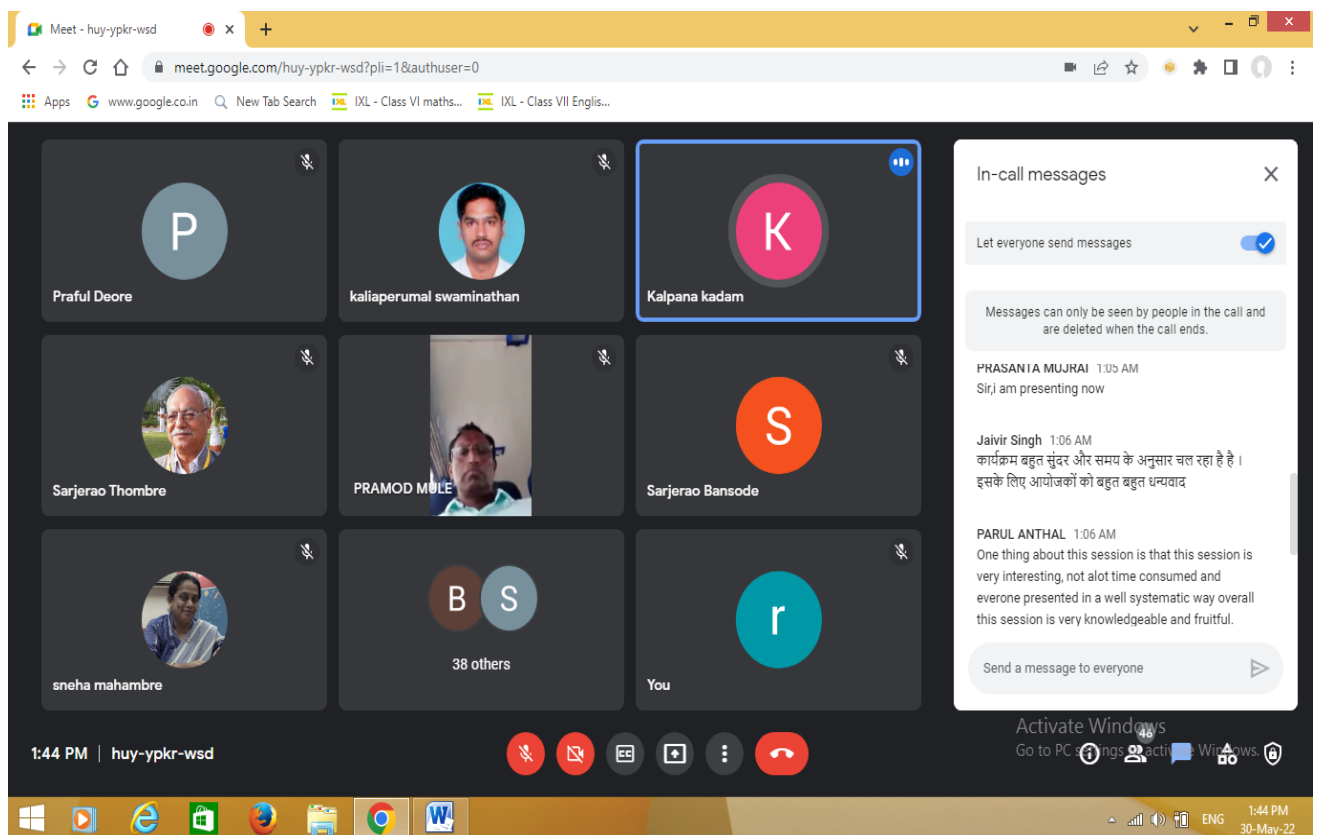 Meet - huy-ypkr-wsd
meet.google.com/huy-ypkr-wsd?pli=1&authuser=0
Apps
www.google.co.in
New Tab Search
IXL - Class VI maths...
IXL - Class VII Englis...
P
Praful Deore
kaliaperumal swaminathan
K
Kalpana kadam
Sarjerao Thombre
PRAMOD MULE
S
Sarjerao Bansode
sneha mahambre
B S
38 others
r
You
In-call messages
Let everyone send messages
Messages can only be seen by people in the call and
are deleted when the call ends.
PRASANTA MUJRAI 1:05 AM
Sir,i am presenting now
Jaivir Singh 1:06 AM
कार्यक्रम बहुत सुंदर और समय के अनुसार चल रहा है है ।
इसके लिए आयोजकों को बहुत बहुत धन्यवाद
PARUL ANTHAL 1:06 AM
One thing about this session is that this session is
very interesting, not alot time consumed and
everone presented in a well systematic way overall
this session is very knowledgeable and fruitful.
Send a message to everyone
Activate Windows
Go to PC settings to activate Windows.
46
1:44 PM | huy-ypkr-wsd
ENG
1:44 PM
30-May-22